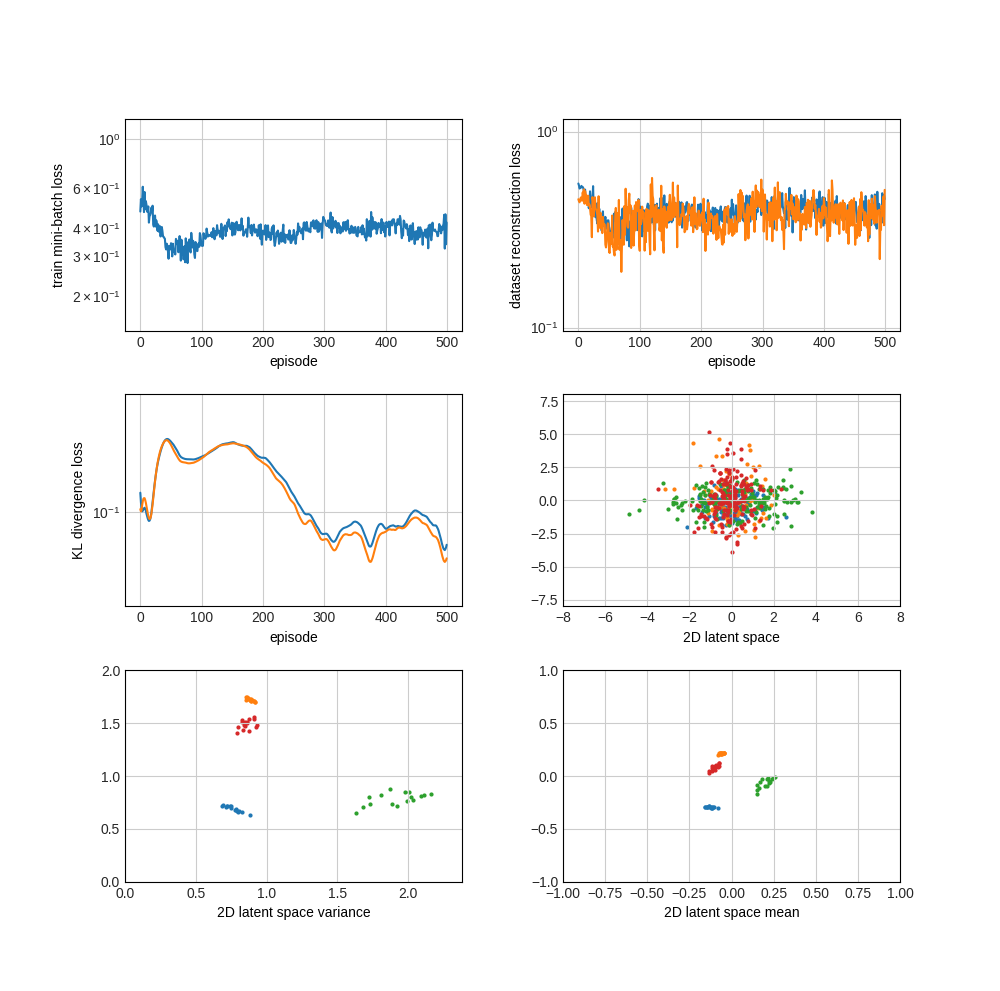 train mini-batch loss
10⁰
6 × 10⁻¹
4 × 10⁻¹
3 × 10⁻¹
2 × 10⁻¹
0 100 200 300 400 500
episode
dataset reconstruction loss
10⁰
10⁻¹
0 100 200 300 400 500
episode
KL divergence loss
10⁻¹
0 100 200 300 400 500
episode
7.5
5.0
2.5
0.0
−2.5
−5.0
−7.5
−8 −6 −4 −2 0 2 4 6 8
2D latent space
2.0
1.5
1.0
0.5
0.0
0.0 0.5 1.0 1.5 2.0
2D latent space variance
1.0
0.5
0.0
−0.5
−1.0
−1.00 −0.75 −0.50 −0.25 0.00 0.25 0.50 0.75 1.00
2D latent space mean